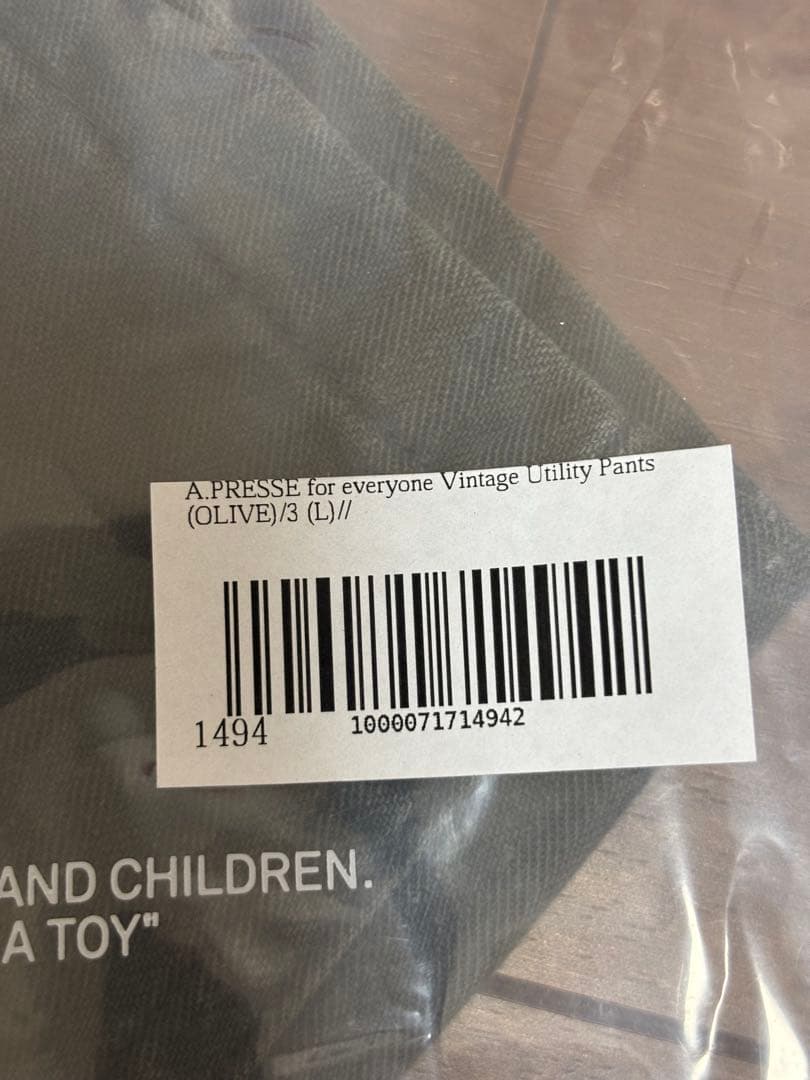 A.PRESSE for everyone Vintage Utility Pants
(OLIVE)/3 (L)//
1494
1000071714942
AND CHILDREN.
A TOY"